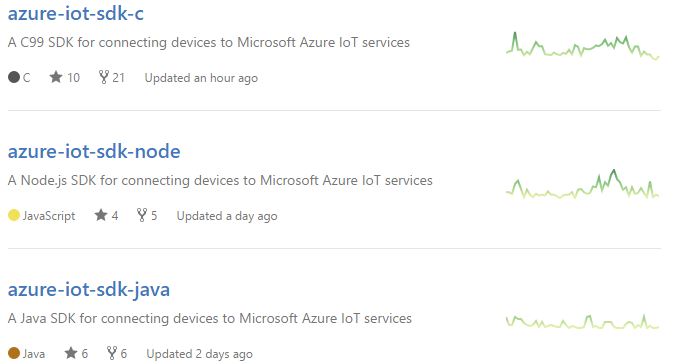 azure-iot-sdk-c
A C99 SDK for connecting devices to Microsoft Azure IoT services
C 10 21 Updated an hour ago
azure-iot-sdk-node
A Node.js SDK for connecting devices to Microsoft Azure IoT services
JavaScript 4 5 Updated a day ago
azure-iot-sdk-java
A Java SDK for connecting devices to Microsoft Azure IoT services
Java 6 6 Updated 2 days ago